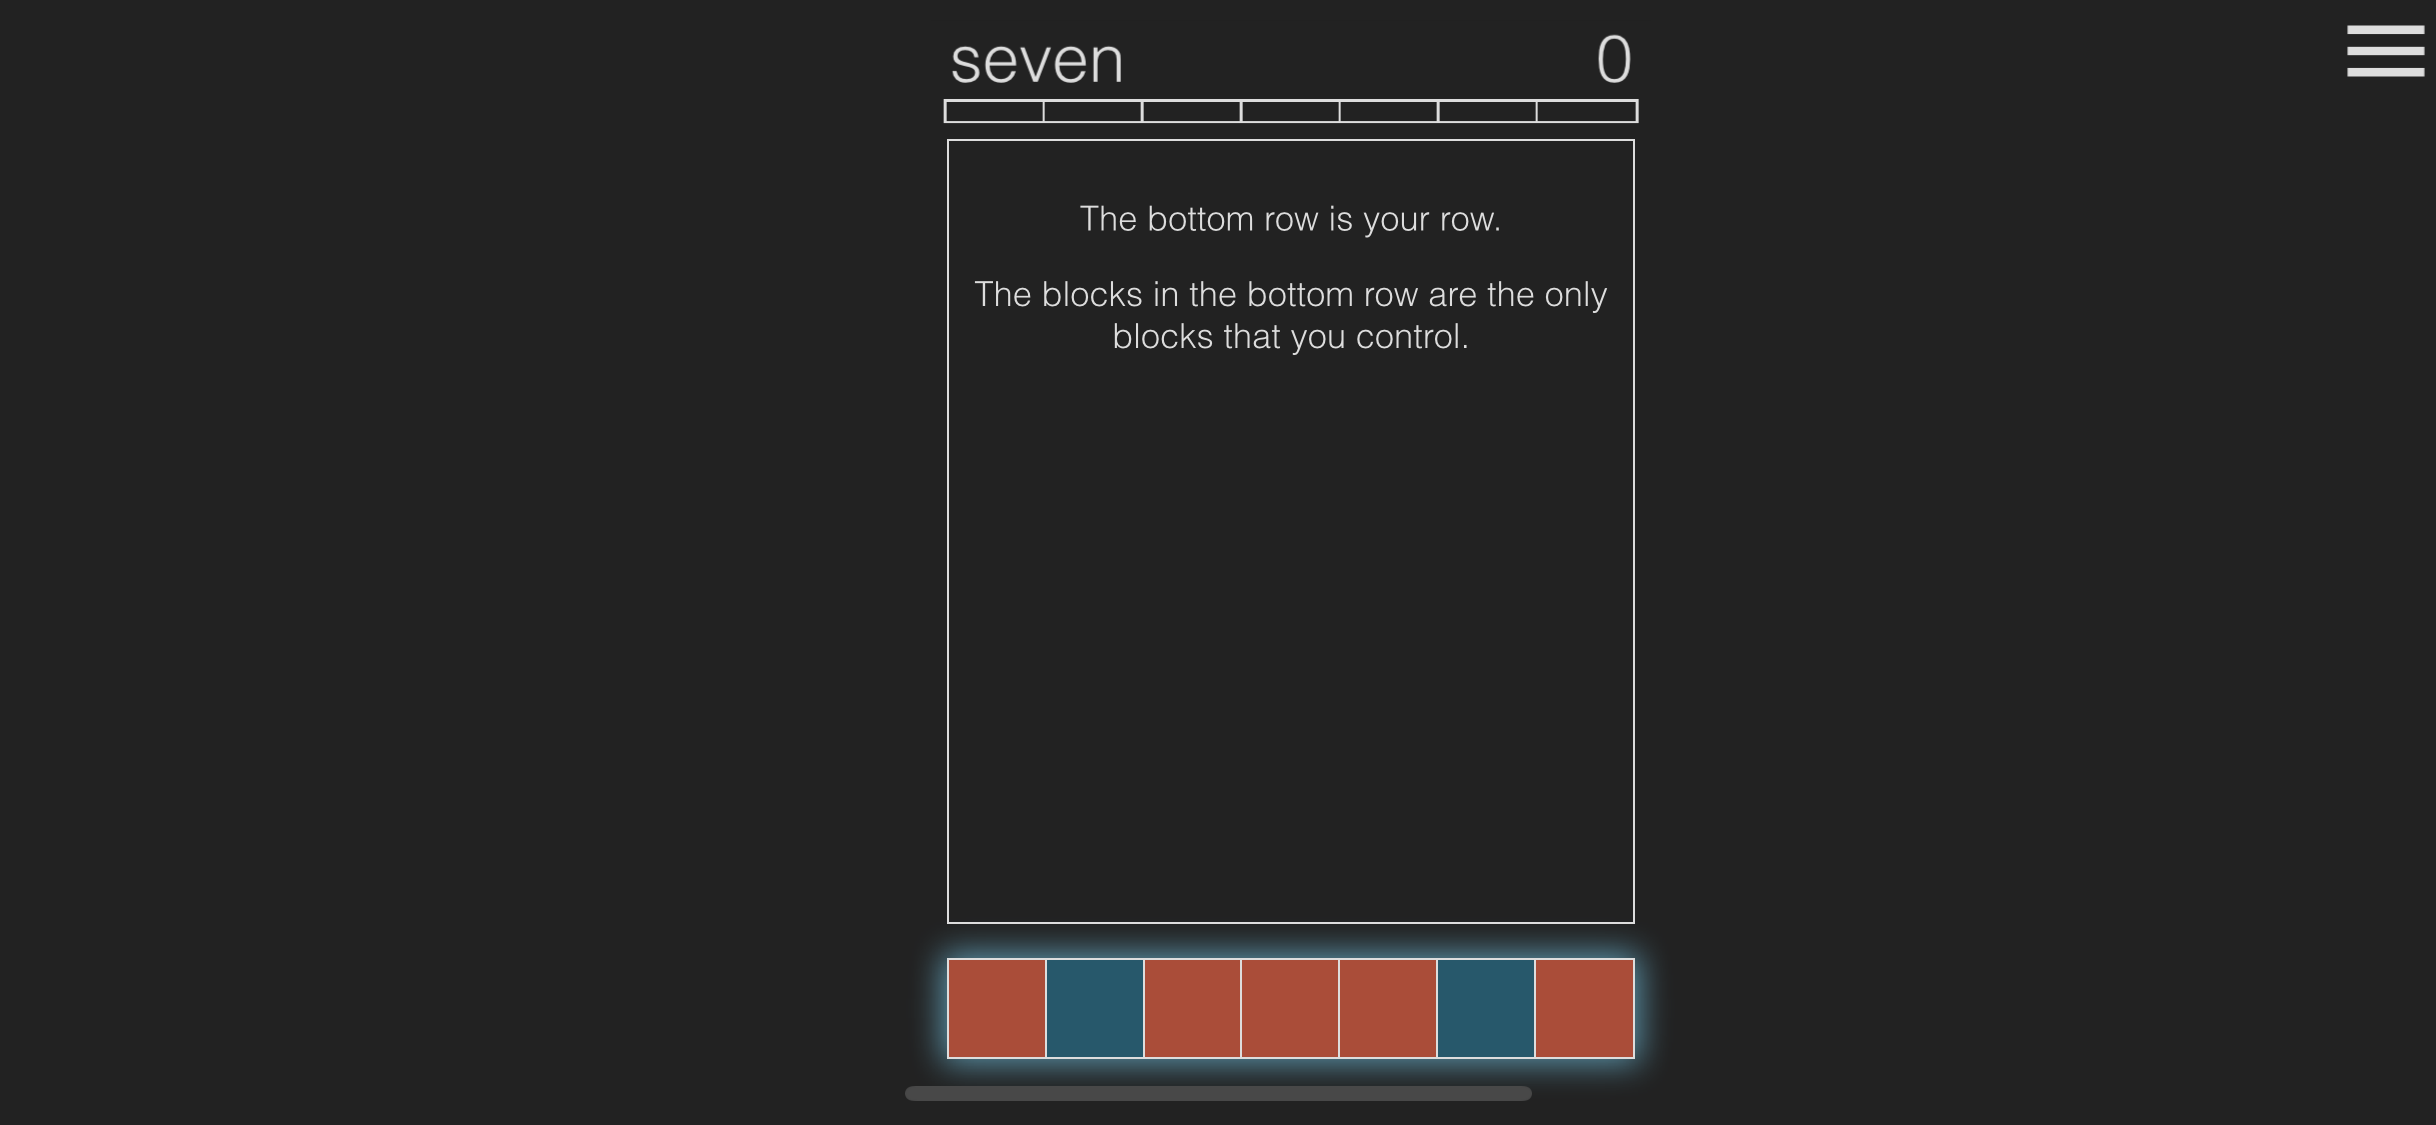 seven 0
The bottom row is your row.
The blocks in the bottom row are the only
blocks that you control.